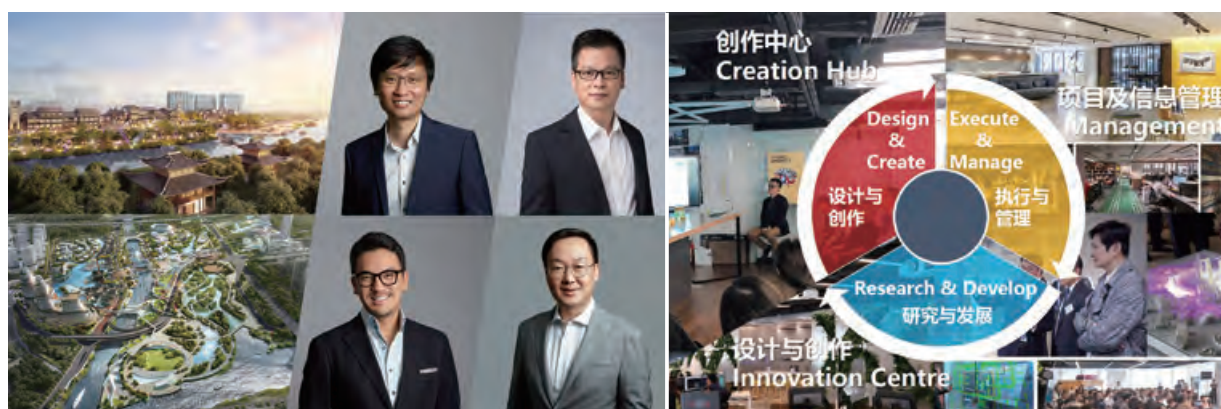 创作中心
Creation Hub
项目及信息管理
Management
Design
&
Create
设计与
创作
Execute
&
Manage
执行与
管理
Research & Develop
研究与发展
设计与创作
Innovation Centre